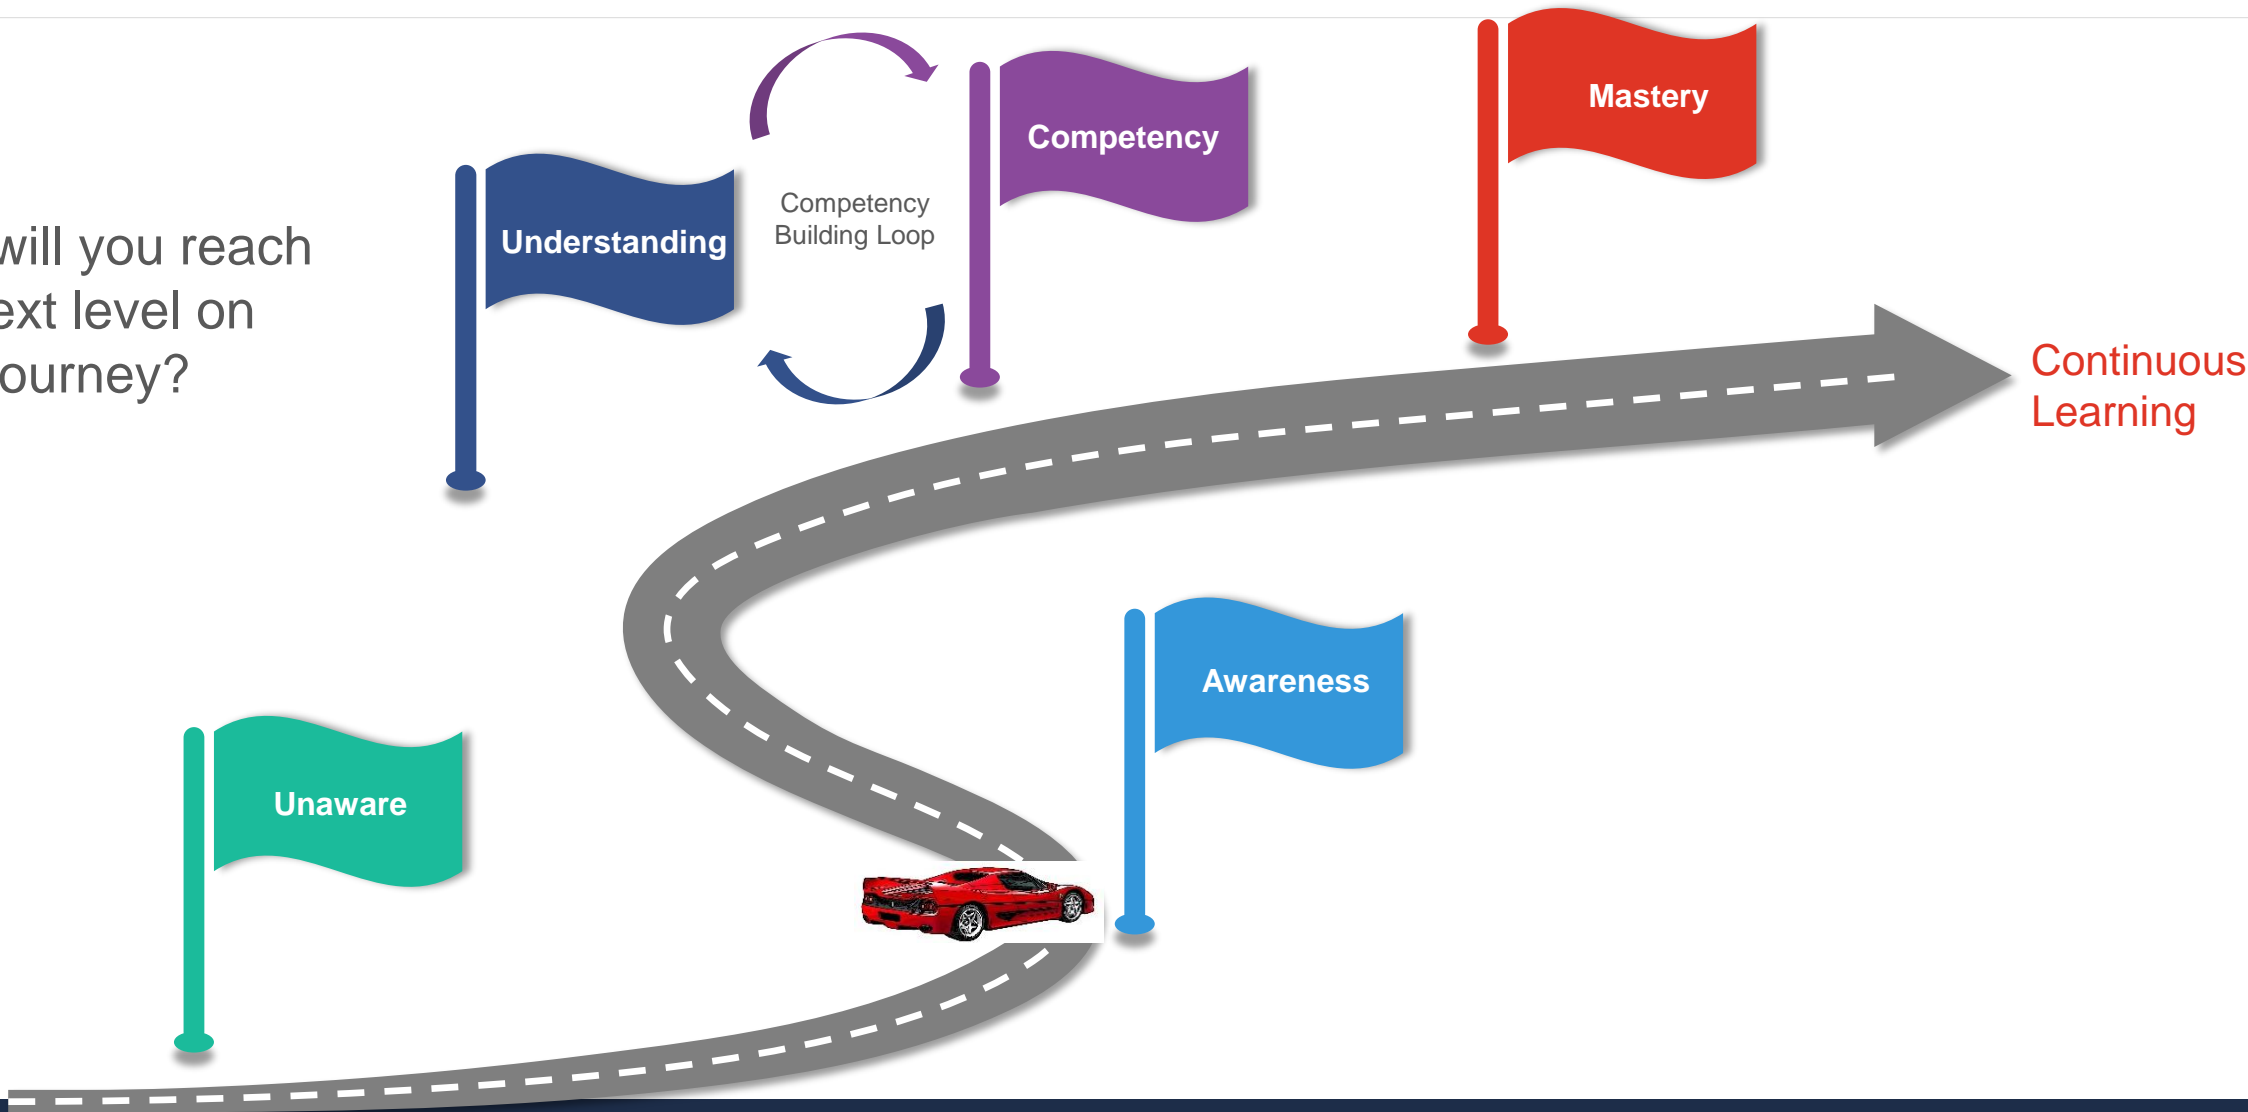 will you reach
ext level on
ourney?
Understanding
Competency
Building Loop
Competency
Mastery
Continuous
Learning
Awareness
Unaware